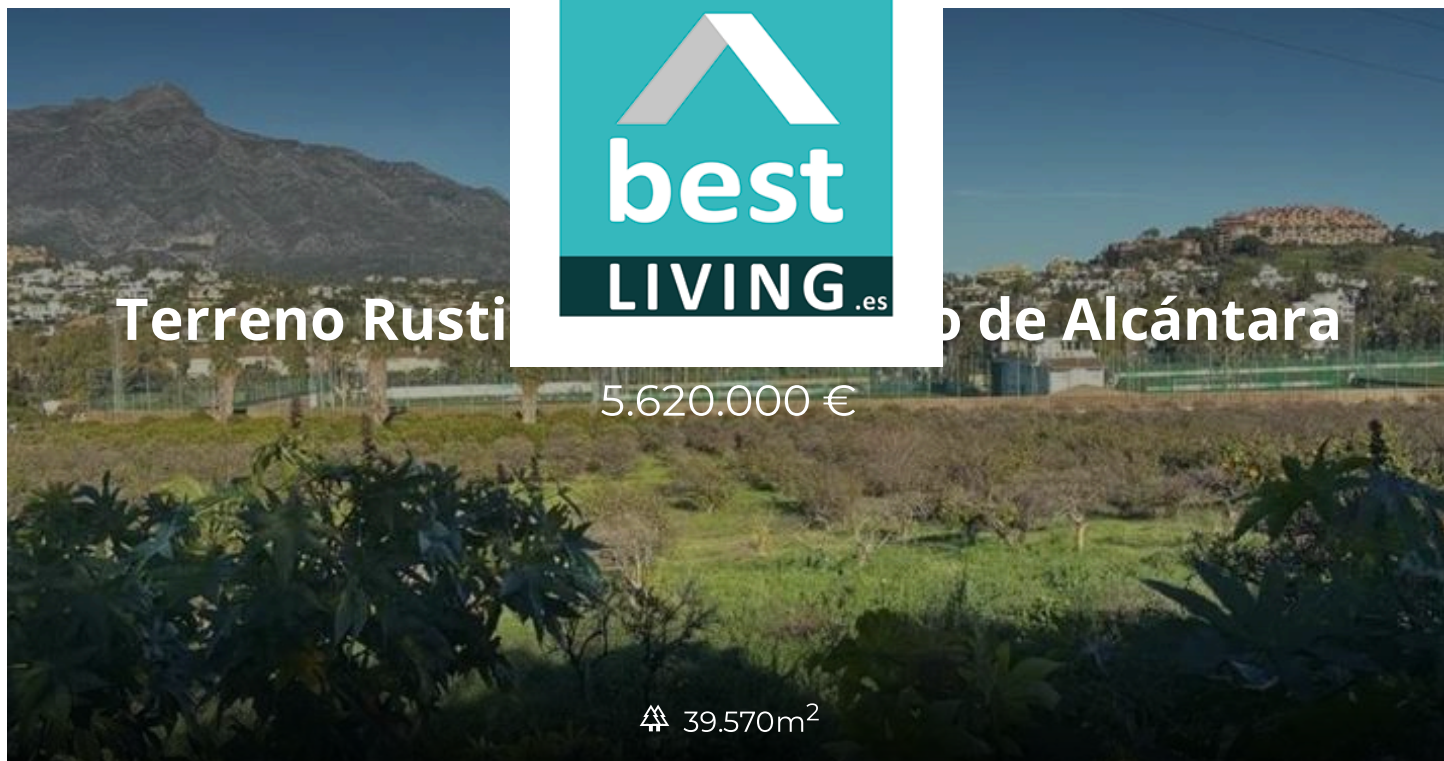 best
LIVING.es
Terreno Rusti
o de Alcántara
5.620.000 €
39.570m²